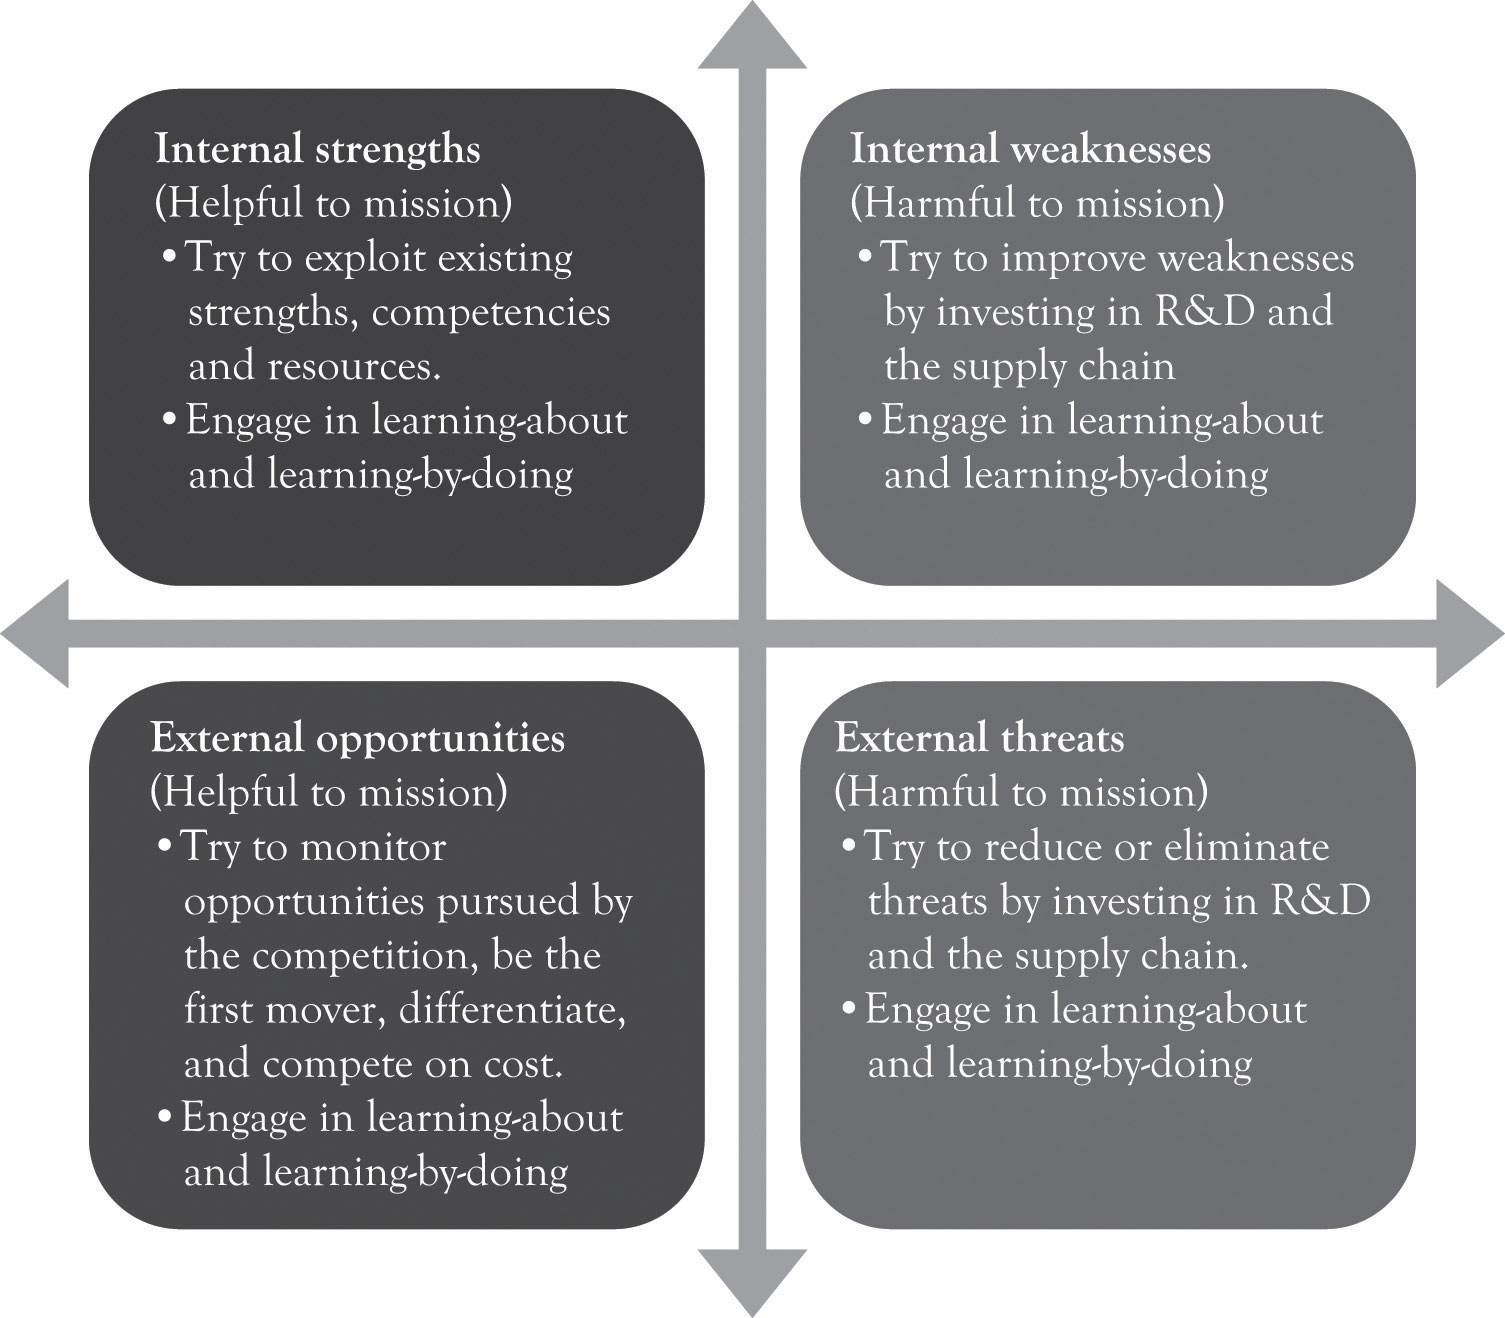 Internal strengths
(Helpful to mission)
• Try to exploit existing
strengths, competencies
and resources.
• Engage in learning-about
and learning-by-doing
Internal weaknesses
(Harmful to mission)
• Try to improve weaknesses
by investing in R&D and
the supply chain
• Engage in learning-about
and learning-by-doing
External opportunities
(Helpful to mission)
• Try to monitor
opportunities pursued by
the competition, be the
first mover, differentiate,
and compete on cost.
• Engage in learning-about
and learning-by-doing
External threats
(Harmful to mission)
• Try to reduce or eliminate
threats by investing in R&D
and the supply chain.
• Engage in learning-about
and learning-by-doing